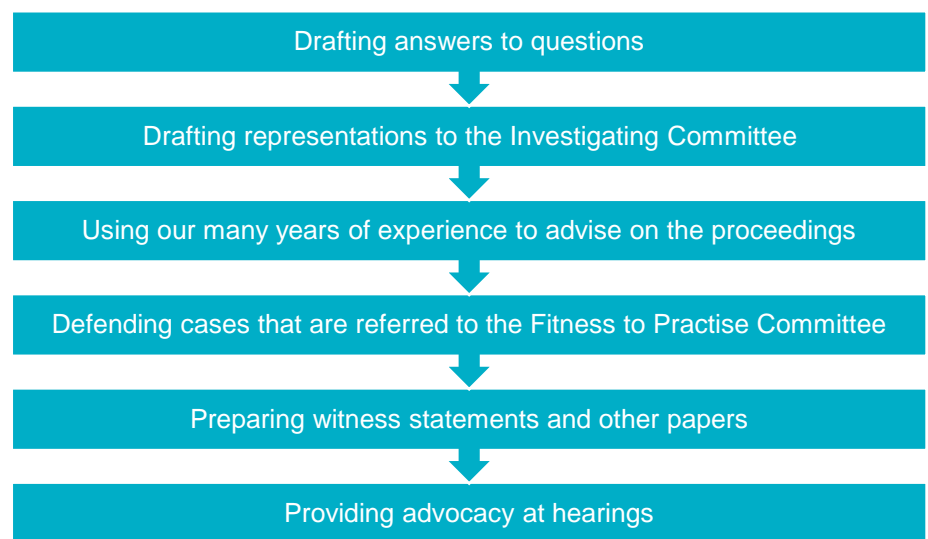 Drafting answers to questions
Drafting representations to the Investigating Committee
Using our many years of experience to advise on the proceedings
Defending cases that are referred to the Fitness to Practise Committee
Preparing witness statements and other papers
Providing advocacy at hearings